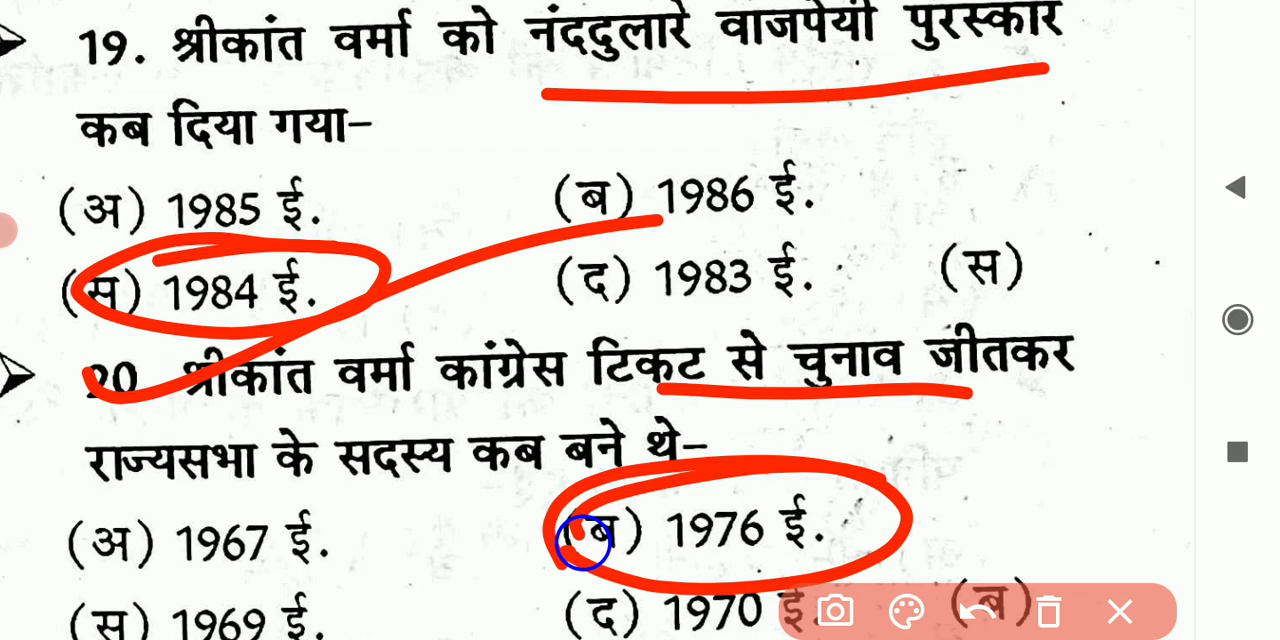 19. श्रीकांत वर्मा को नंददुलारे वाजपेयी पुरस्कार
कब दिया गया–
(अ) 1985 ई. (ब) 1986 ई.
(स) 1984 ई. (द) 1983 ई. (स)
20 श्रीकांत वर्मा कांग्रेस टिकट से चुनाव जीतकर
राज्यसभा के सदस्य कब बने थे–
(अ) 1967 ई. (ब) 1976 ई.
(स) 1969 ई. (द) 1970 ई. (ब)